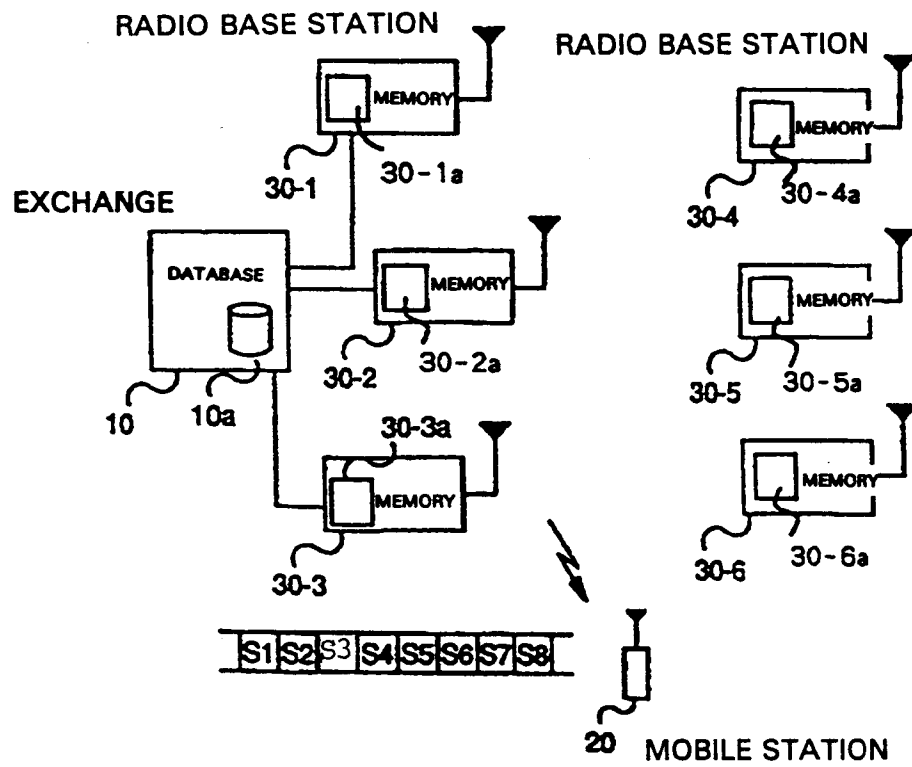 RADIO BASE STATION
MEMORY
30-1
30-1a
EXCHANGE
DATABASE
10
10a
MEMORY
30-2
30-2a
30-3a
MEMORY
30-3
RADIO BASE STATION
MEMORY
30-4
30-4a
MEMORY
30-5
30-5a
MEMORY
30-6
30-6a
S1 S2 S3 S4 S5 S6 S7 S8
20
MOBILE STATION